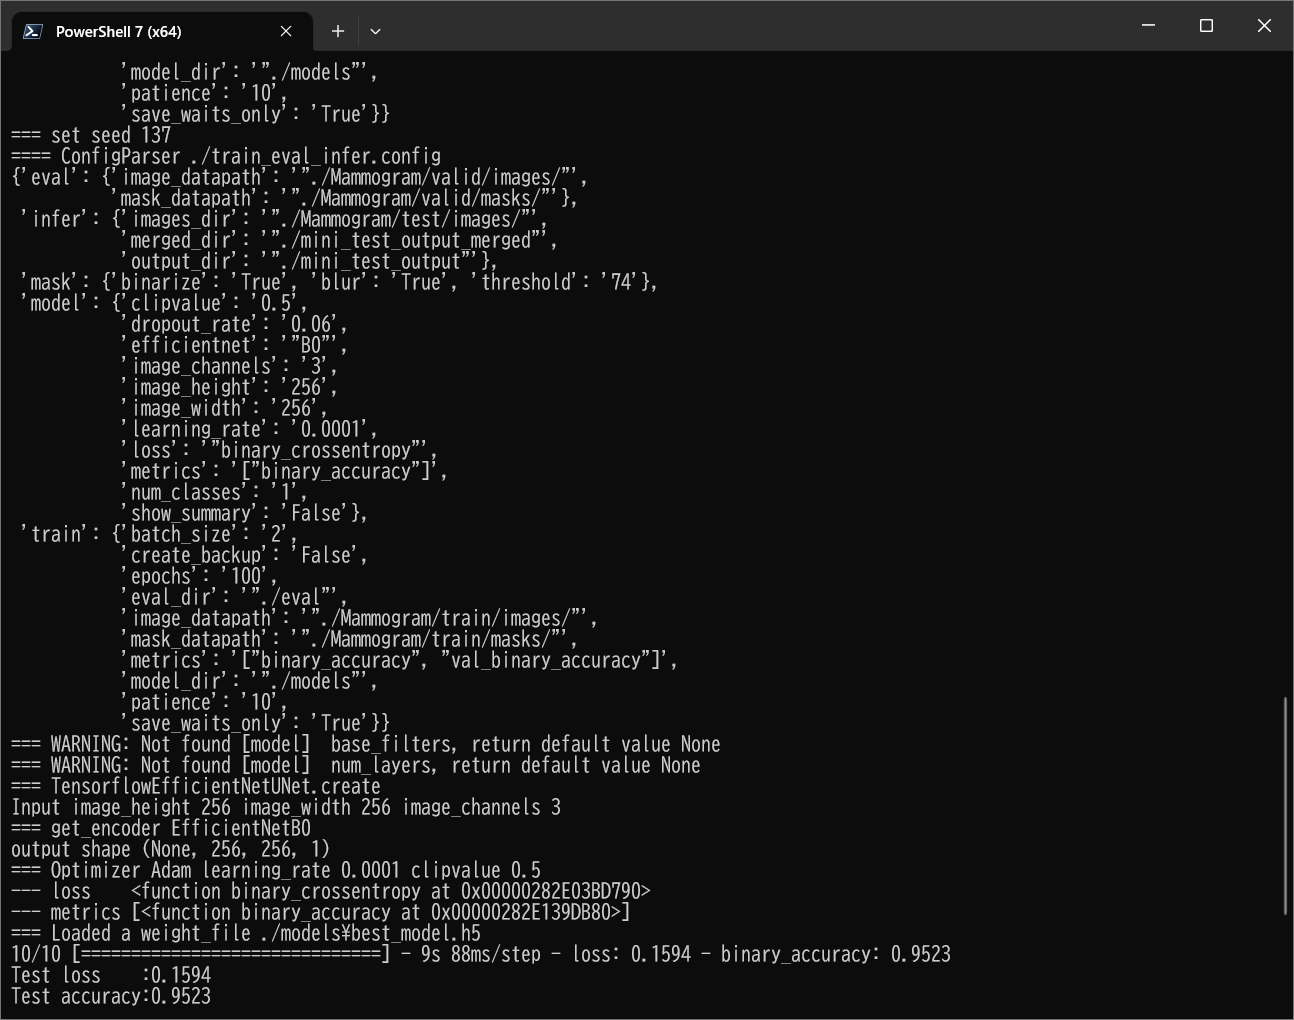 PowerShell 7 (x64)
'model_dir': '"./models"',
'patience': '10',
'save_waits_only': 'True'}}
=== set seed 137
==== ConfigParser ./train_eval_infer.config
{'eval': {'image_datapath': '"./Mammogram/valid/images/"',
'mask_datapath': '"./Mammogram/valid/masks/"'},
'infer': {'images_dir': '"./Mammogram/test/images/"',
'merged_dir': '"./mini_test_output_merged"',
'output_dir': '"./mini_test_output"'},
'mask': {'binarize': 'True', 'blur': 'True', 'threshold': '74'},
'model': {'clipvalue': '0.5',
'dropout_rate': '0.06',
'efficientnet': '"B0"',
'image_channels': '3',
'image_height': '256',
'image_width': '256',
'learning_rate': '0.0001',
'loss': '"binary_crossentropy"',
'metrics': '["binary_accuracy"]',
'num_classes': '1',
'show_summary': 'False'},
'train': {'batch_size': '2',
'create_backup': 'False',
'epochs': '100',
'eval_dir': '"./eval"',
'image_datapath': '"./Mammogram/train/images/"',
'mask_datapath': '"./Mammogram/train/masks/"',
'metrics': '["binary_accuracy", "val_binary_accuracy"]',
'model_dir': '"./models"',
'patience': '10',
'save_waits_only': 'True'}}
=== WARNING: Not found [model]  base_filters, return default value None
=== WARNING: Not found [model]  num_layers, return default value None
=== TensorflowEfficientNetUNet.create
Input image_height 256 image_width 256 image_channels 3
=== get_encoder EfficientNetB0
output shape (None, 256, 256, 1)
=== Optimizer Adam learning_rate 0.0001 clipvalue 0.5
--- loss    <function binary_crossentropy at 0x00000282E03BD790>
--- metrics [<function binary_accuracy at 0x00000282E139DB80>]
=== Loaded a weight_file ./models¥best_model.h5
10/10 [==============================] - 9s 88ms/step - loss: 0.1594 - binary_accuracy: 0.9523
Test loss    :0.1594
Test accuracy:0.9523